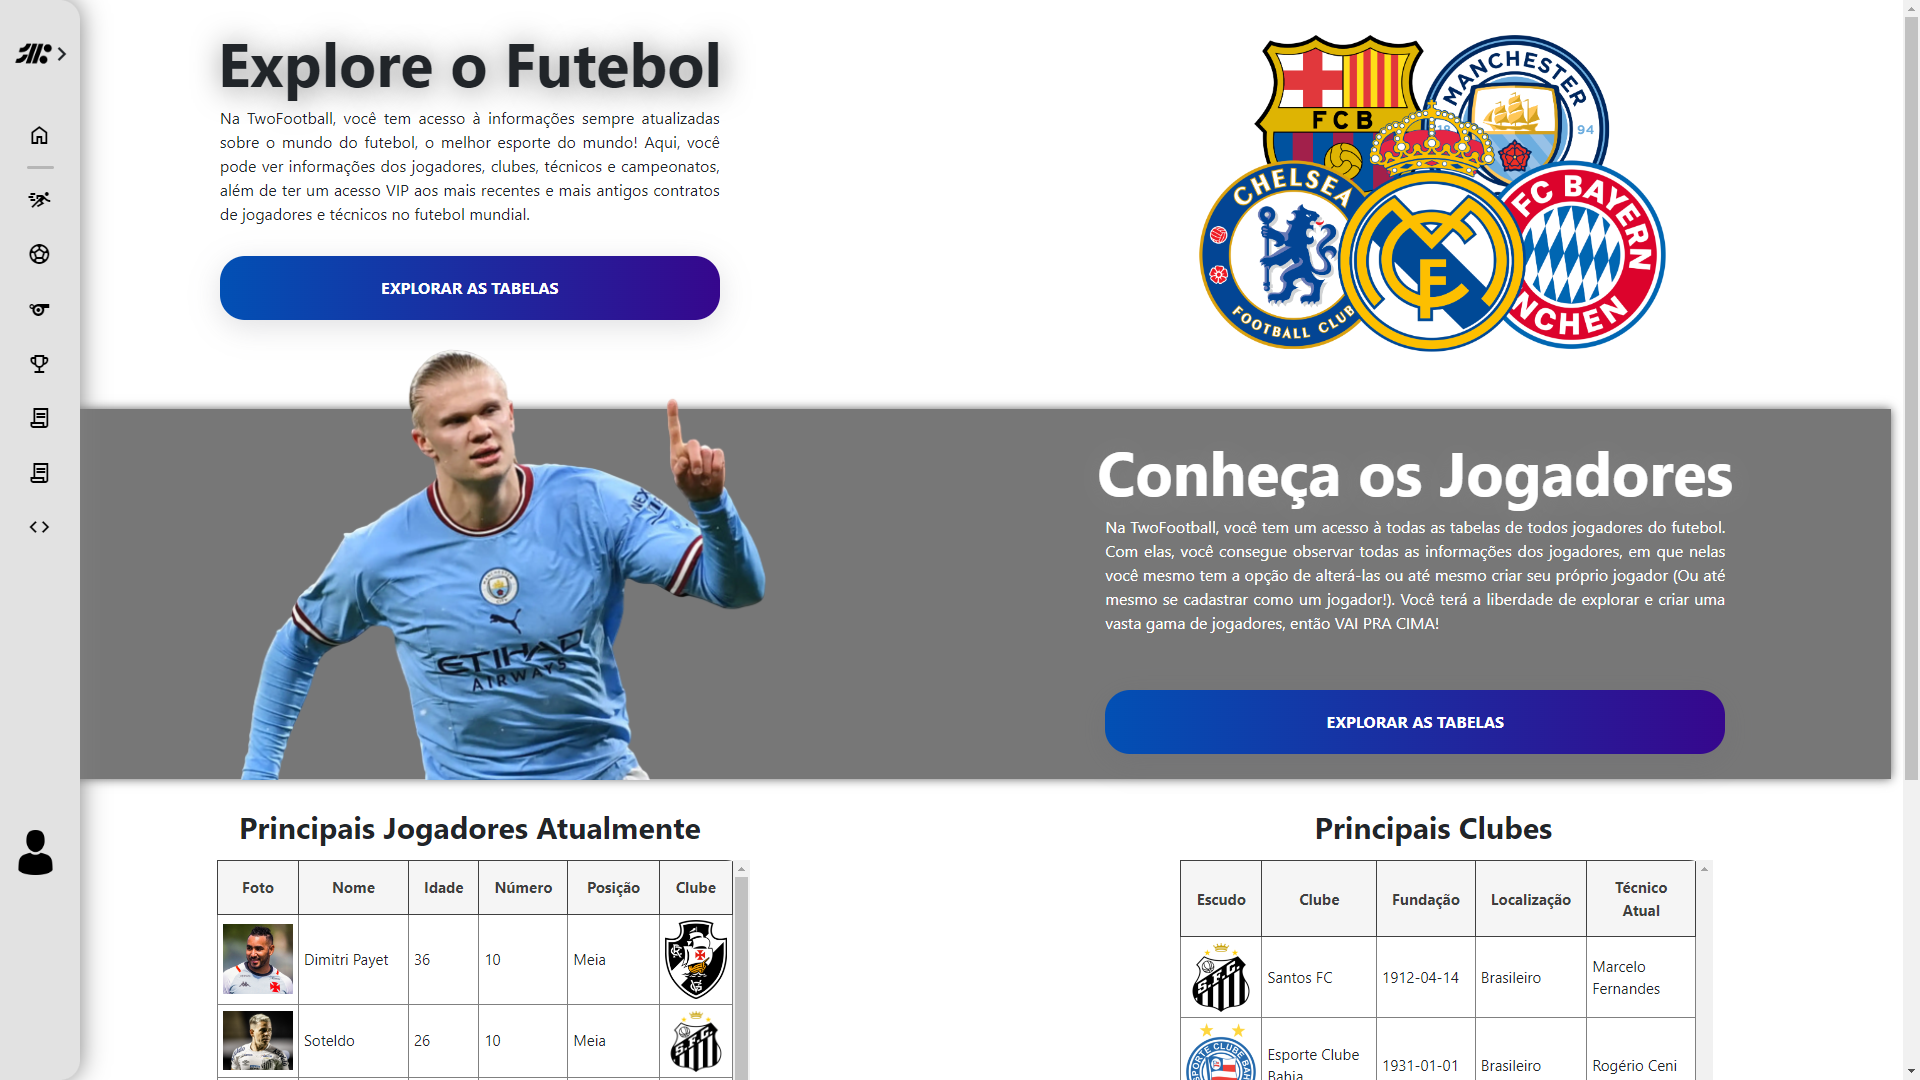 Explore o Futebol
Na TwoFootball, você tem acesso à informações sempre atualizadas
sobre o mundo do futebol, o melhor esporte do mundo! Aqui, você
pode ver informações dos jogadores, clubes, técnicos e campeonatos,
além de ter um acesso VIP aos mais recentes e mais antigos contratos
de jogadores e técnicos no futebol mundial.
EXPLORAR AS TABELAS
FCB
MANCHESTER
18 94
CHELSEA
FOOTBALL CLUB
FC BAYERN
NCHEN
Conheça os Jogadores
Na TwoFootball, você tem um acesso à todas as tabelas de todos jogadores do futebol.
Com elas, você consegue observar todas as informações dos jogadores, em que nelas
você mesmo tem a opção de alterá-las ou até mesmo criar seu próprio jogador (Ou até
mesmo se cadastrar como um jogador!). Você terá a liberdade de explorar e criar uma
vasta gama de jogadores, então VAI PRA CIMA!
EXPLORAR AS TABELAS
NEXEN
ETIHAD
AIRWAYS
Principais Jogadores Atualmente
Foto Nome Idade Número Posição Clube
Dimitri Payet 36 10 Meia
Soteldo 26 10 Meia
Principais Clubes
Escudo Clube Fundação Localização Técnico
Atual
Santos FC 1912-04-14 Brasileiro Marcelo
Fernandes
Esporte Clube
Bahia 1931-01-01 Brasileiro Rogério Ceni